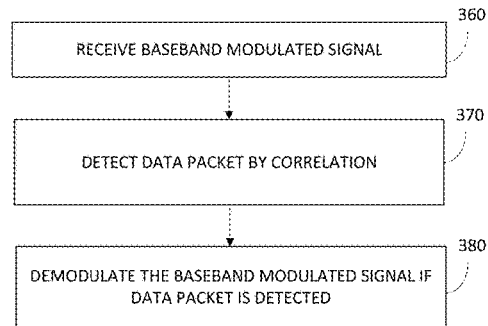 360
RECEIVE BASEBAND MODULATED SIGNAL
370
DETECT DATA PACKET BY CORRELATION
380
DEMODULATE THE BASEBAND MODULATED SIGNAL IF
DATA PACKET IS DETECTED